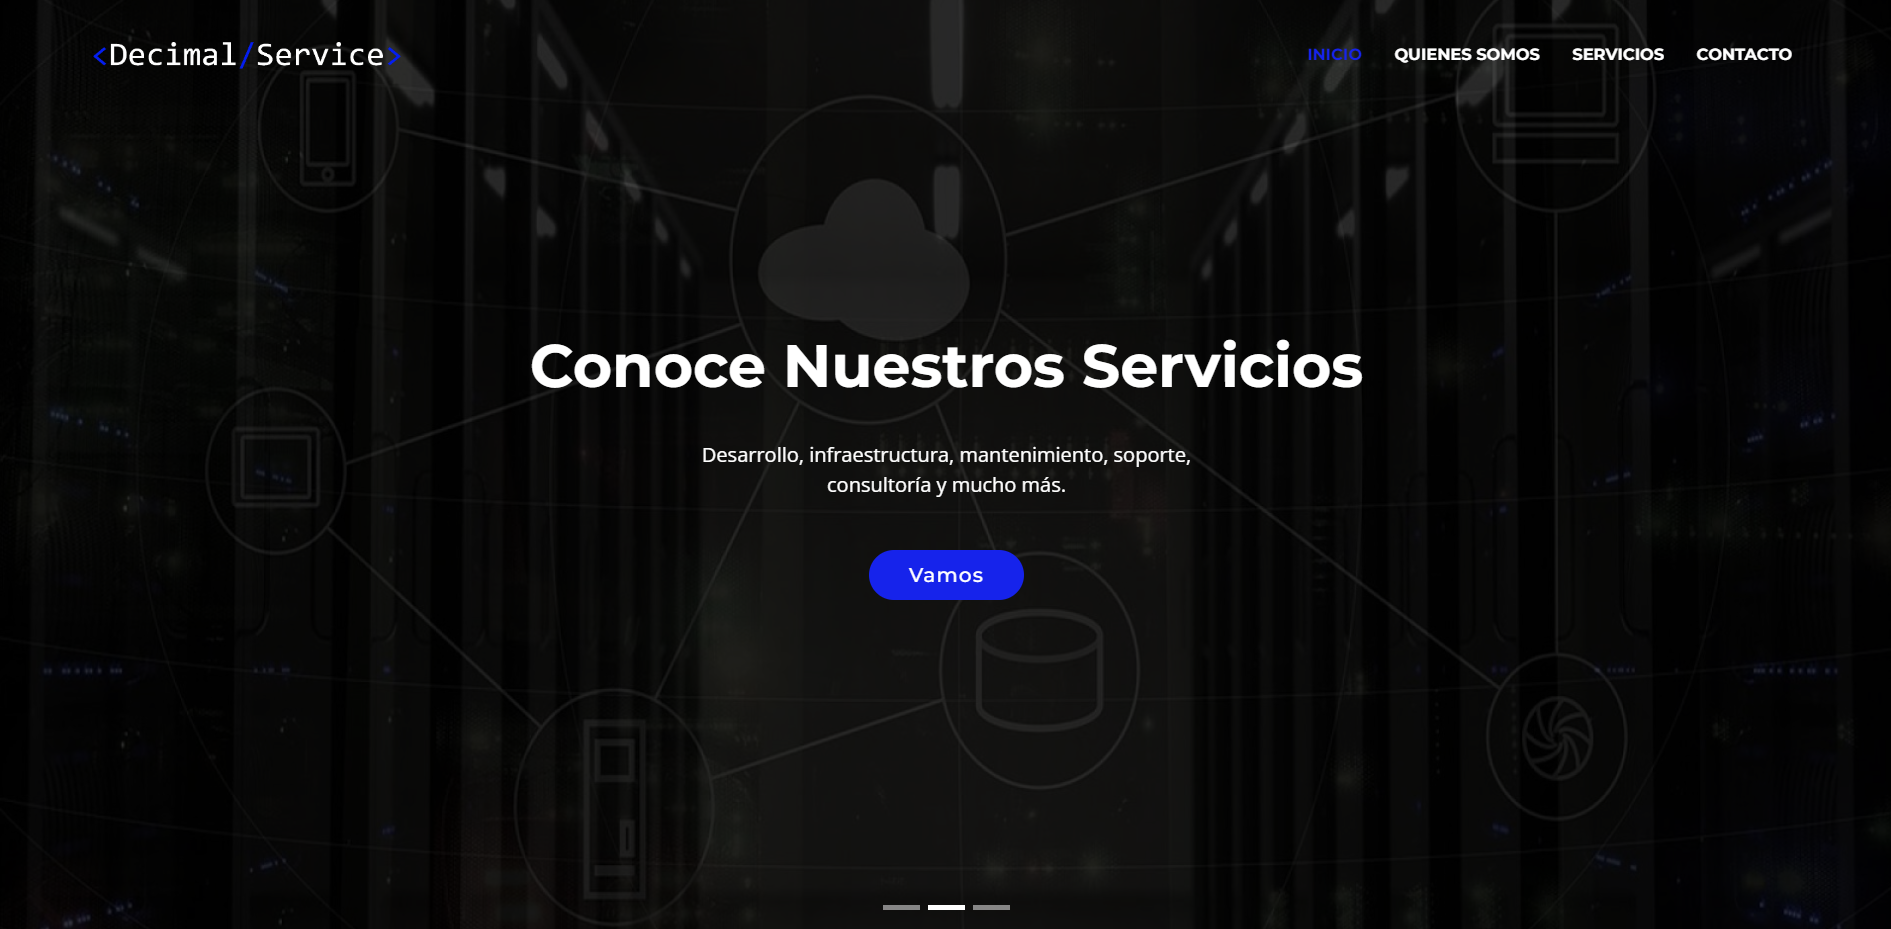 <Decimal/Service>
INICIO QUIENES SOMOS SERVICIOS CONTACTO
Conoce Nuestros Servicios
Desarrollo, infraestructura, mantenimiento, soporte,
consultoría y mucho más.
Vamos